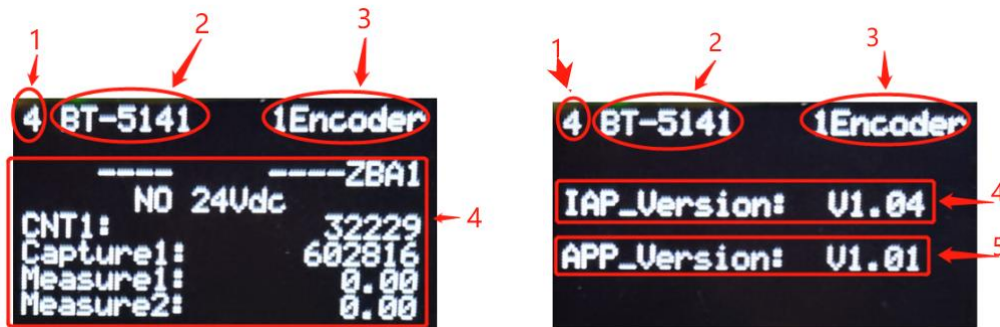 1 2 3
4 BT-5141 1Encoder
---- ----ZBA1
NO 24Vdc
CNT1: 32229
Capture1: 602816
Measure1: 0.00
Measure2: 0.00
4
1 2 3
4 BT-5141 1Encoder
IAP_Version: V1.04
4
APP_Version: V1.01
5